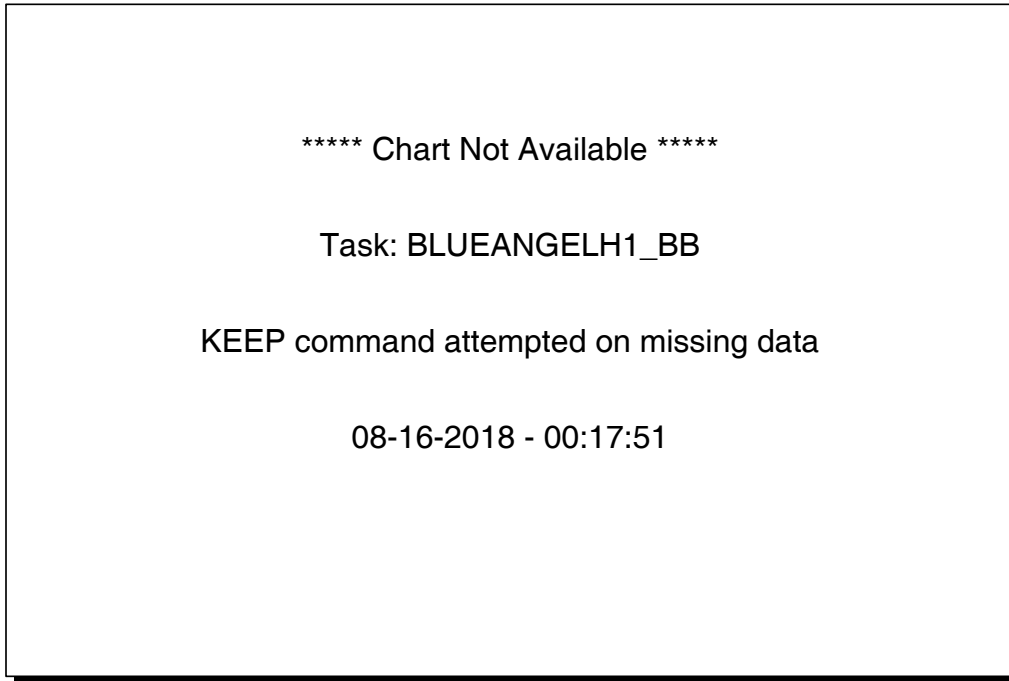 ***** Chart Not Available *****
Task: BLUEANGELH1_BB
KEEP command attempted on missing data
08-16-2018 - 00:17:51